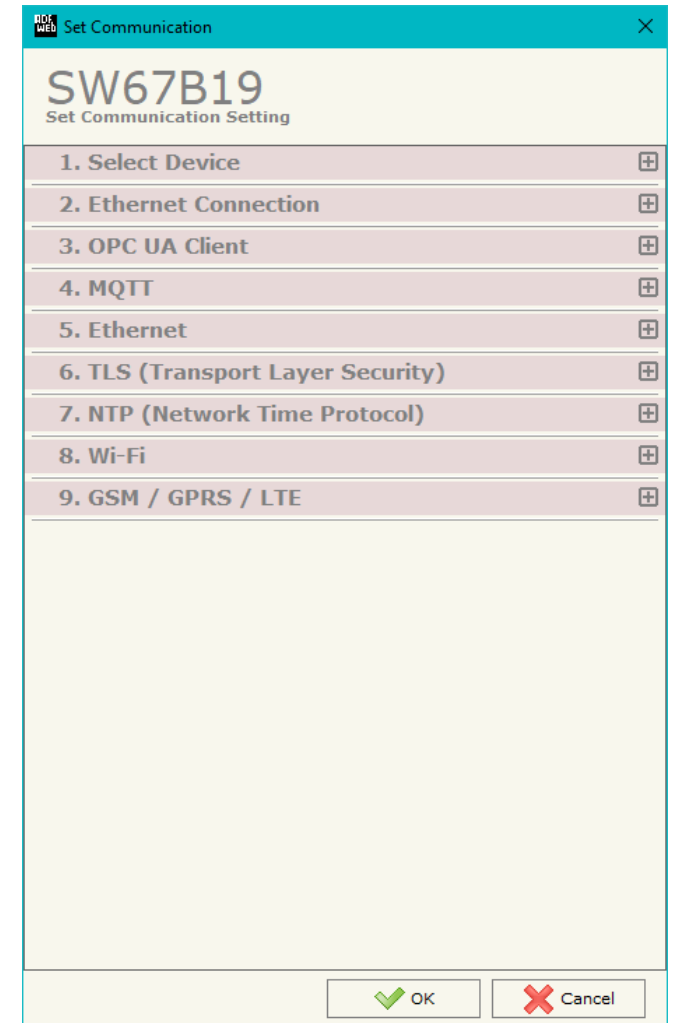 ADF
WEB
Set Communication
SW67B19
Set Communication Setting
1. Select Device
2. Ethernet Connection
3. OPC UA Client
4. MQTT
5. Ethernet
6. TLS (Transport Layer Security)
7. NTP (Network Time Protocol)
8. Wi-Fi
9. GSM / GPRS / LTE
OK
Cancel